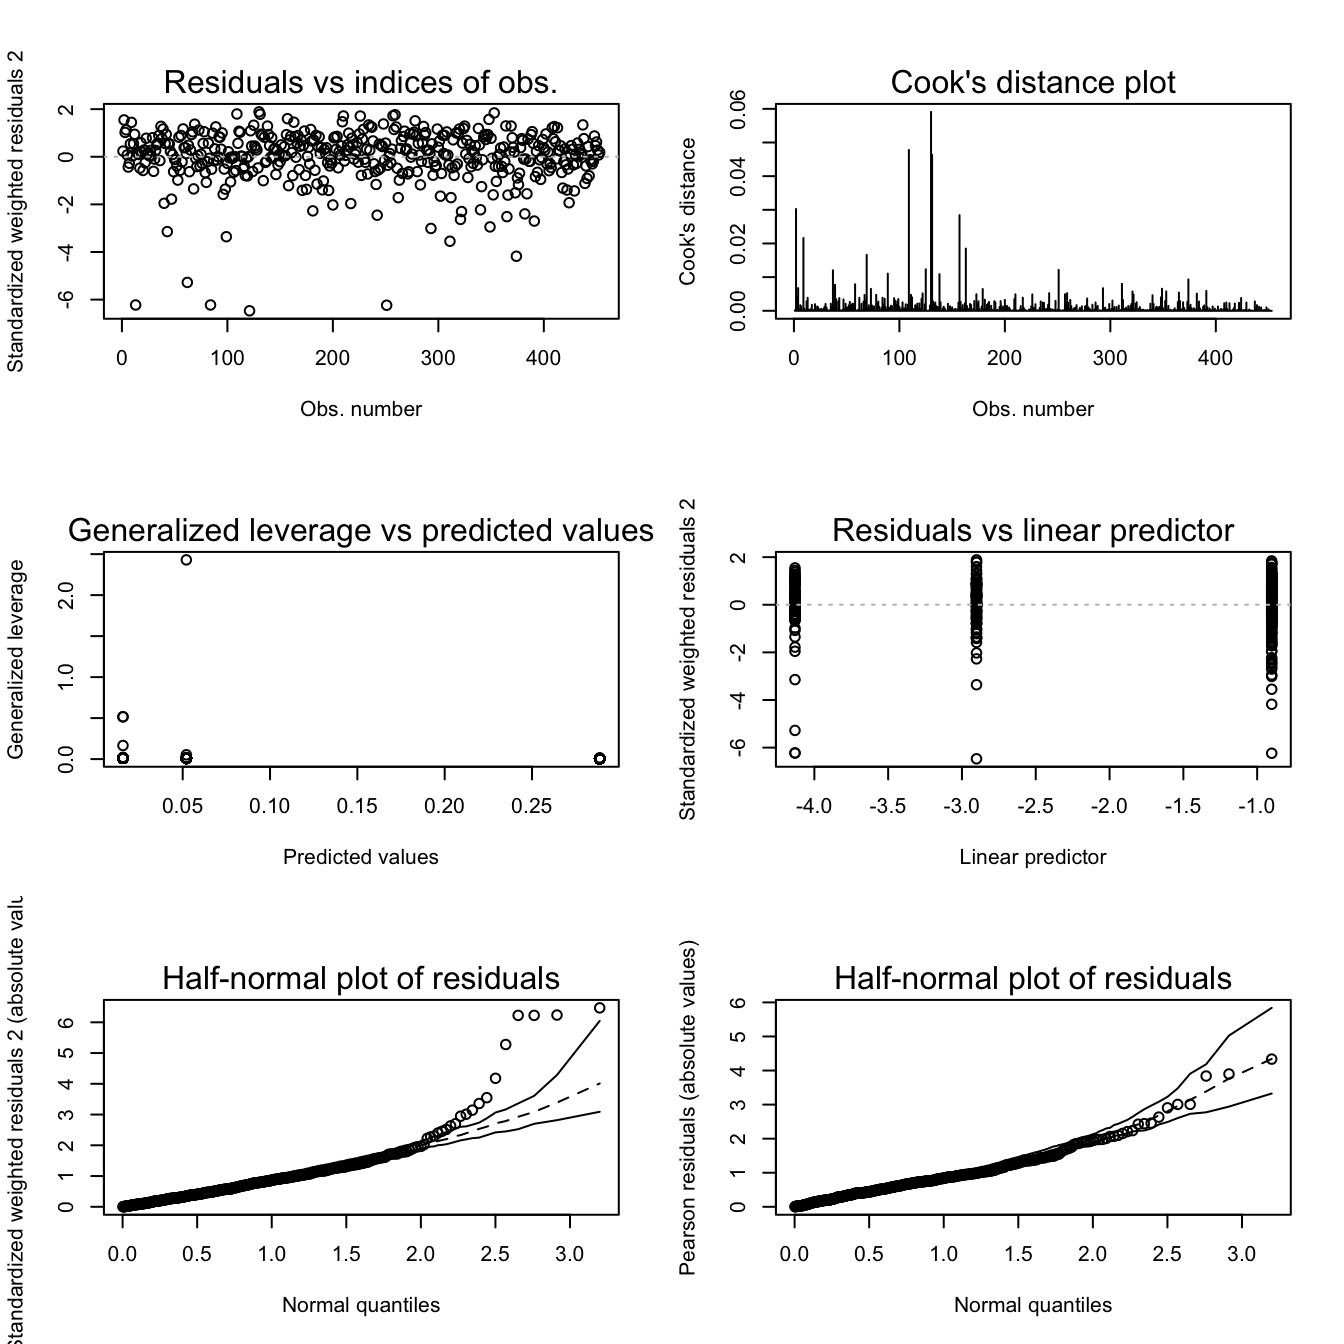 Residuals vs indices of obs.
Standardized weighted residuals 2
2
0
-2
-4
-6
0 100 200 300 400
Obs. number
Cook's distance plot
Cook's distance
0.06
0.04
0.02
0.00
0 100 200 300 400
Obs. number
Generalized leverage vs predicted values
Generalized leverage
2.0
1.0
0.0
0.05 0.10 0.15 0.20 0.25
Predicted values
Residuals vs linear predictor
Standardized weighted residuals 2
2
0
-2
-4
-6
-4.0 -3.5 -3.0 -2.5 -2.0 -1.5 -1.0
Linear predictor
Half-normal plot of residuals
Standardized weighted residuals 2 (absolute valu
6
5
4
3
2
1
0
0.0 0.5 1.0 1.5 2.0 2.5 3.0
Normal quantiles
Half-normal plot of residuals
Pearson residuals (absolute values)
6
5
4
3
2
1
0
0.0 0.5 1.0 1.5 2.0 2.5 3.0
Normal quantiles